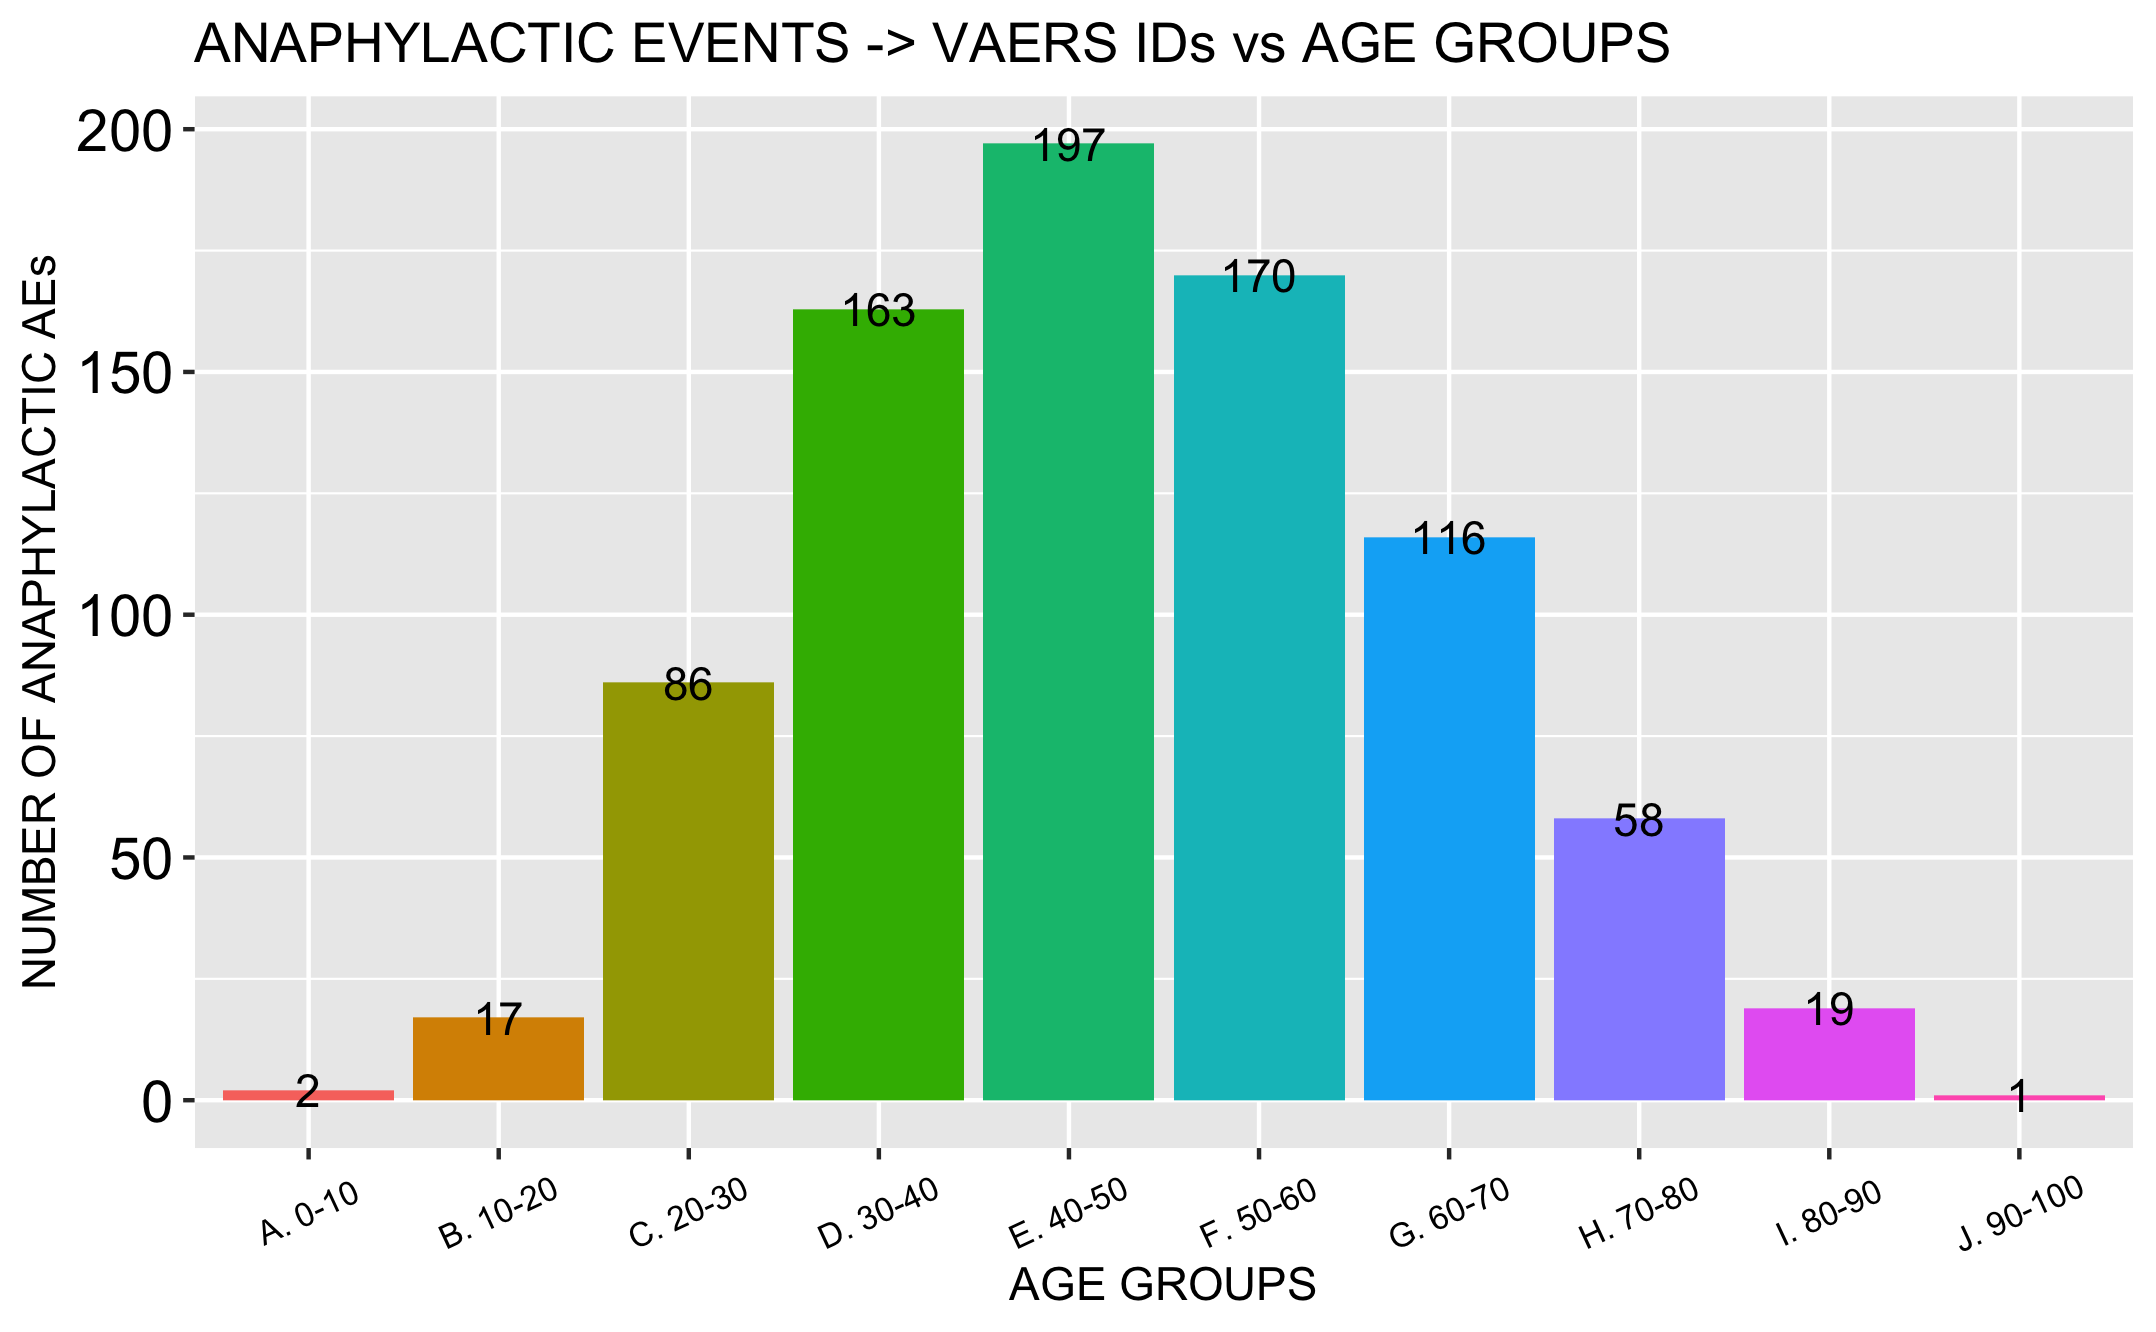 ANAPHYLACTIC EVENTS -> VAERS IDs vs AGE GROUPS
NUMBER OF ANAPHYLACTIC AEs
200
150
100
50
0
2
17
86
163
197
170
116
58
19
1
A. 0-10
B. 10-20
C. 20-30
D. 30-40
E. 40-50
F. 50-60
G. 60-70
H. 70-80
I. 80-90
J. 90-100
AGE GROUPS